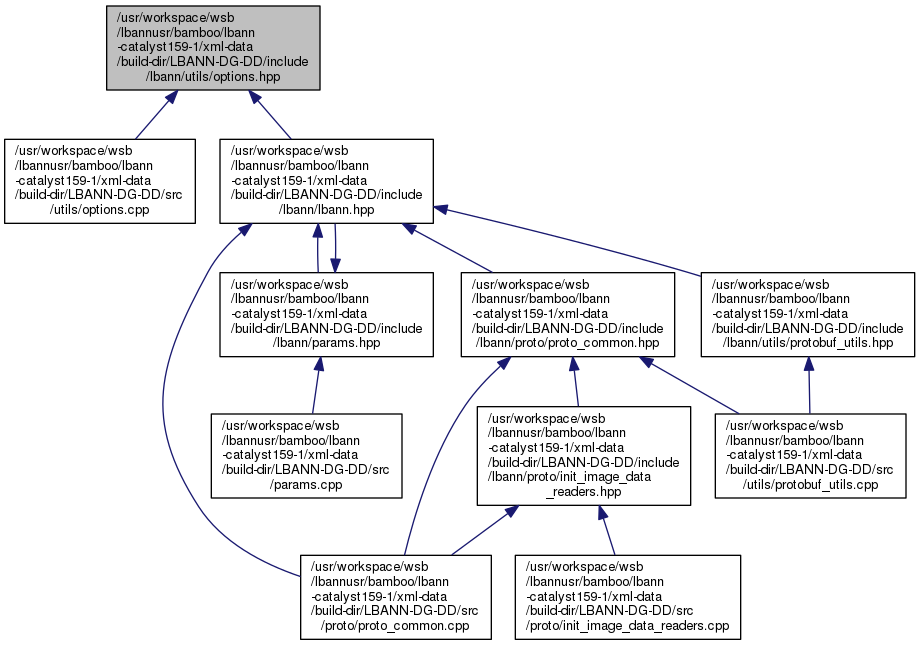 /usr/workspace/wsb
/lbannusr/bamboo/lbann
-catalyst159-1/xml-data
/build-dir/LBANN-DG-DD/include
/lbann/utils/options.hpp
/usr/workspace/wsb
/lbannusr/bamboo/lbann
-catalyst159-1/xml-data
/build-dir/LBANN-DG-DD/src
/utils/options.cpp
/usr/workspace/wsb
/lbannusr/bamboo/lbann
-catalyst159-1/xml-data
/build-dir/LBANN-DG-DD/include
/lbann/lbann.hpp
/usr/workspace/wsb
/lbannusr/bamboo/lbann
-catalyst159-1/xml-data
/build-dir/LBANN-DG-DD/include
/lbann/params.hpp
/usr/workspace/wsb
/lbannusr/bamboo/lbann
-catalyst159-1/xml-data
/build-dir/LBANN-DG-DD/include
/lbann/proto/proto_common.hpp
/usr/workspace/wsb
/lbannusr/bamboo/lbann
-catalyst159-1/xml-data
/build-dir/LBANN-DG-DD/include
/lbann/utils/protobuf_utils.hpp
/usr/workspace/wsb
/lbannusr/bamboo/lbann
-catalyst159-1/xml-data
/build-dir/LBANN-DG-DD/src
/params.cpp
/usr/workspace/wsb
/lbannusr/bamboo/lbann
-catalyst159-1/xml-data
/build-dir/LBANN-DG-DD/include
/lbann/proto/init_image_data
_readers.hpp
/usr/workspace/wsb
/lbannusr/bamboo/lbann
-catalyst159-1/xml-data
/build-dir/LBANN-DG-DD/src
/utils/protobuf_utils.cpp
/usr/workspace/wsb
/lbannusr/bamboo/lbann
-catalyst159-1/xml-data
/build-dir/LBANN-DG-DD/src
/proto/proto_common.cpp
/usr/workspace/wsb
/lbannusr/bamboo/lbann
-catalyst159-1/xml-data
/build-dir/LBANN-DG-DD/src
/proto/init_image_data_readers.cpp